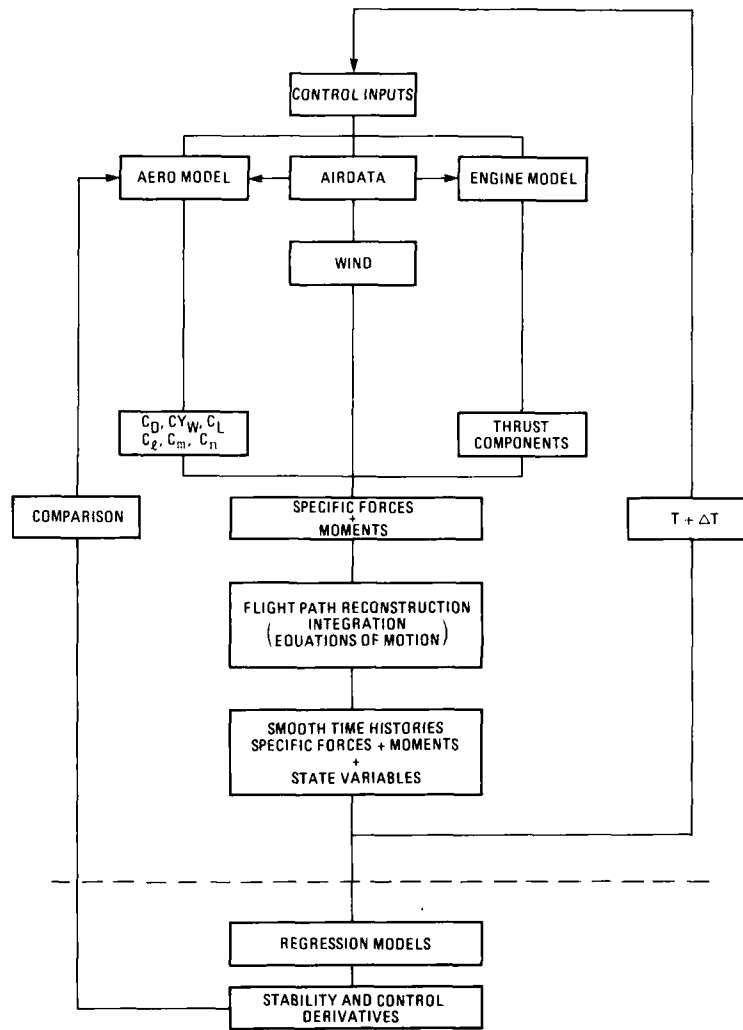 CONTROL INPUTS
AERO MODEL
AIRDATA
ENGINE MODEL
WIND
C_D, CY_W, C_L
C_ℓ, C_m, C_n
THRUST
COMPONENTS
COMPARISON
SPECIFIC FORCES
+
MOMENTS
T + ΔT
FLIGHT PATH RECONSTRUCTION
INTEGRATION
(EQUATIONS OF MOTION)
SMOOTH TIME HISTORIES
SPECIFIC FORCES + MOMENTS
+
STATE VARIABLES
REGRESSION MODELS
STABILITY AND CONTROL
DERIVATIVES